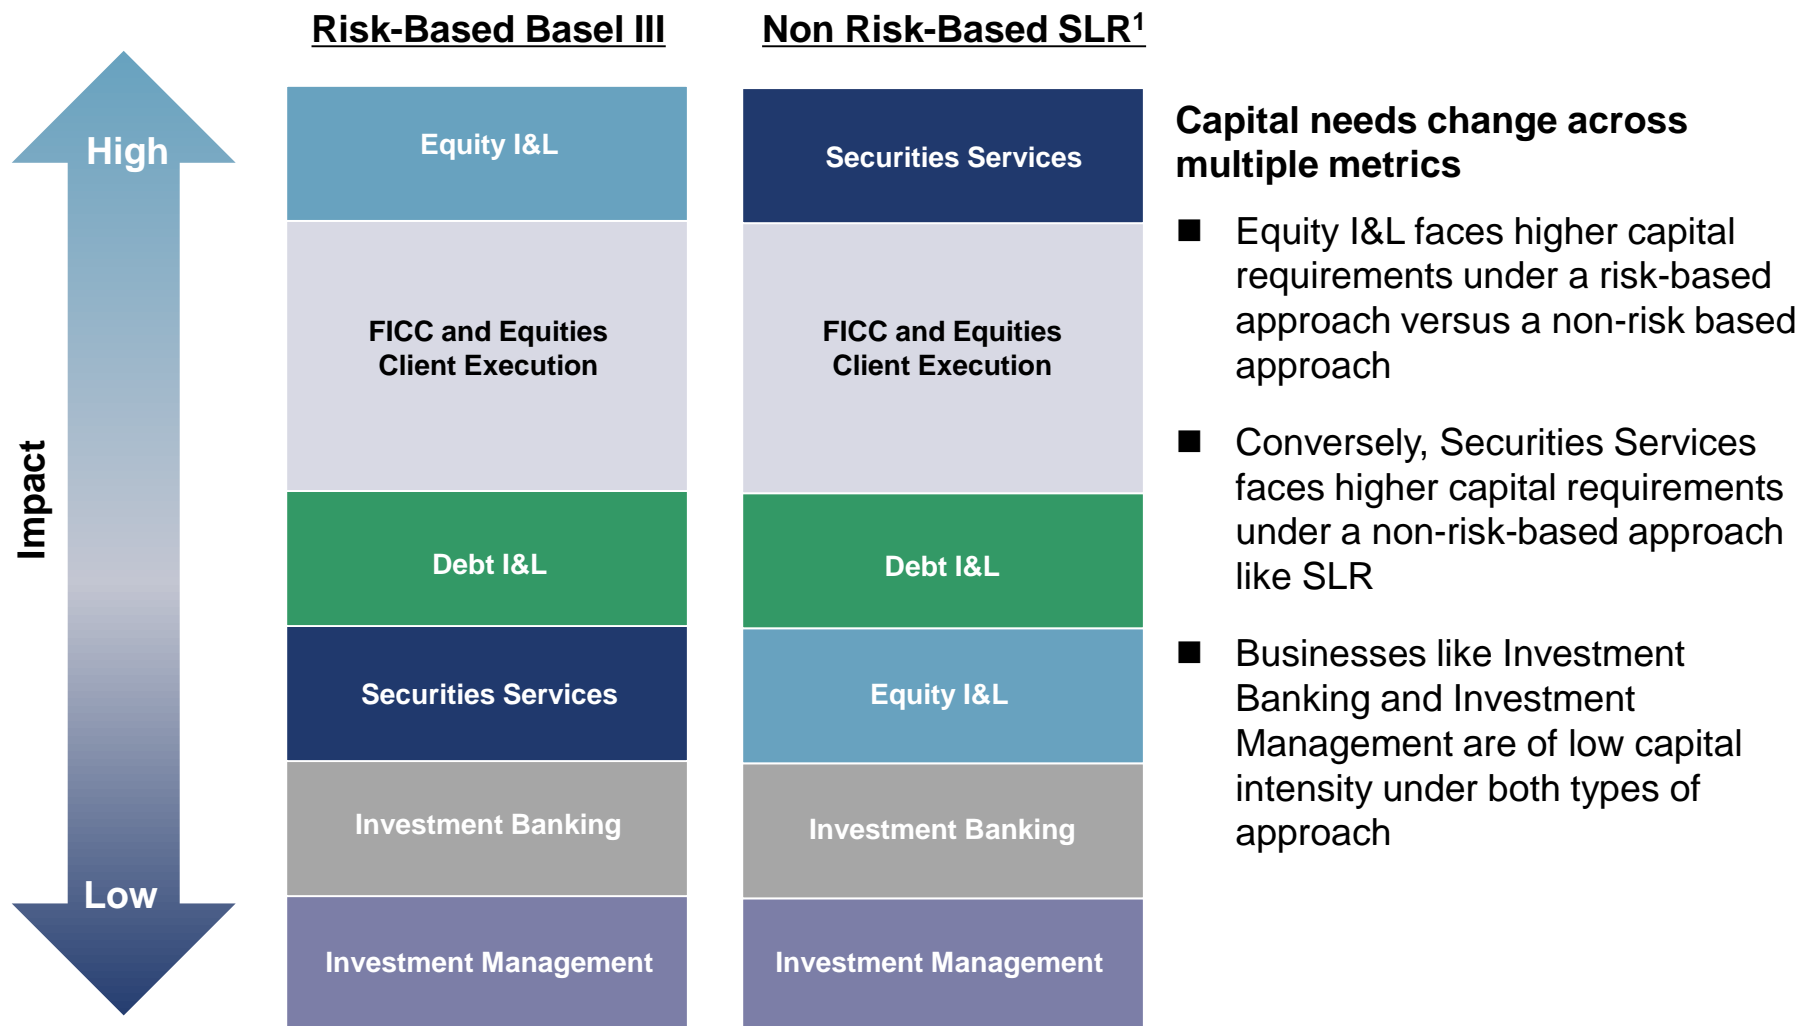 Risk-Based Basel III
Non Risk-Based SLR¹
High
Impact
Low
Equity I&L
FICC and Equities
Client Execution
Debt I&L
Securities Services
Investment Banking
Investment Management
Securities Services
FICC and Equities
Client Execution
Debt I&L
Equity I&L
Investment Banking
Investment Management
Capital needs change across
multiple metrics
■ Equity I&L faces higher capital
requirements under a risk-based
approach versus a non-risk based
approach
■ Conversely, Securities Services
faces higher capital requirements
under a non-risk-based approach
like SLR
■ Businesses like Investment
Banking and Investment
Management are of low capital
intensity under both types of
approach